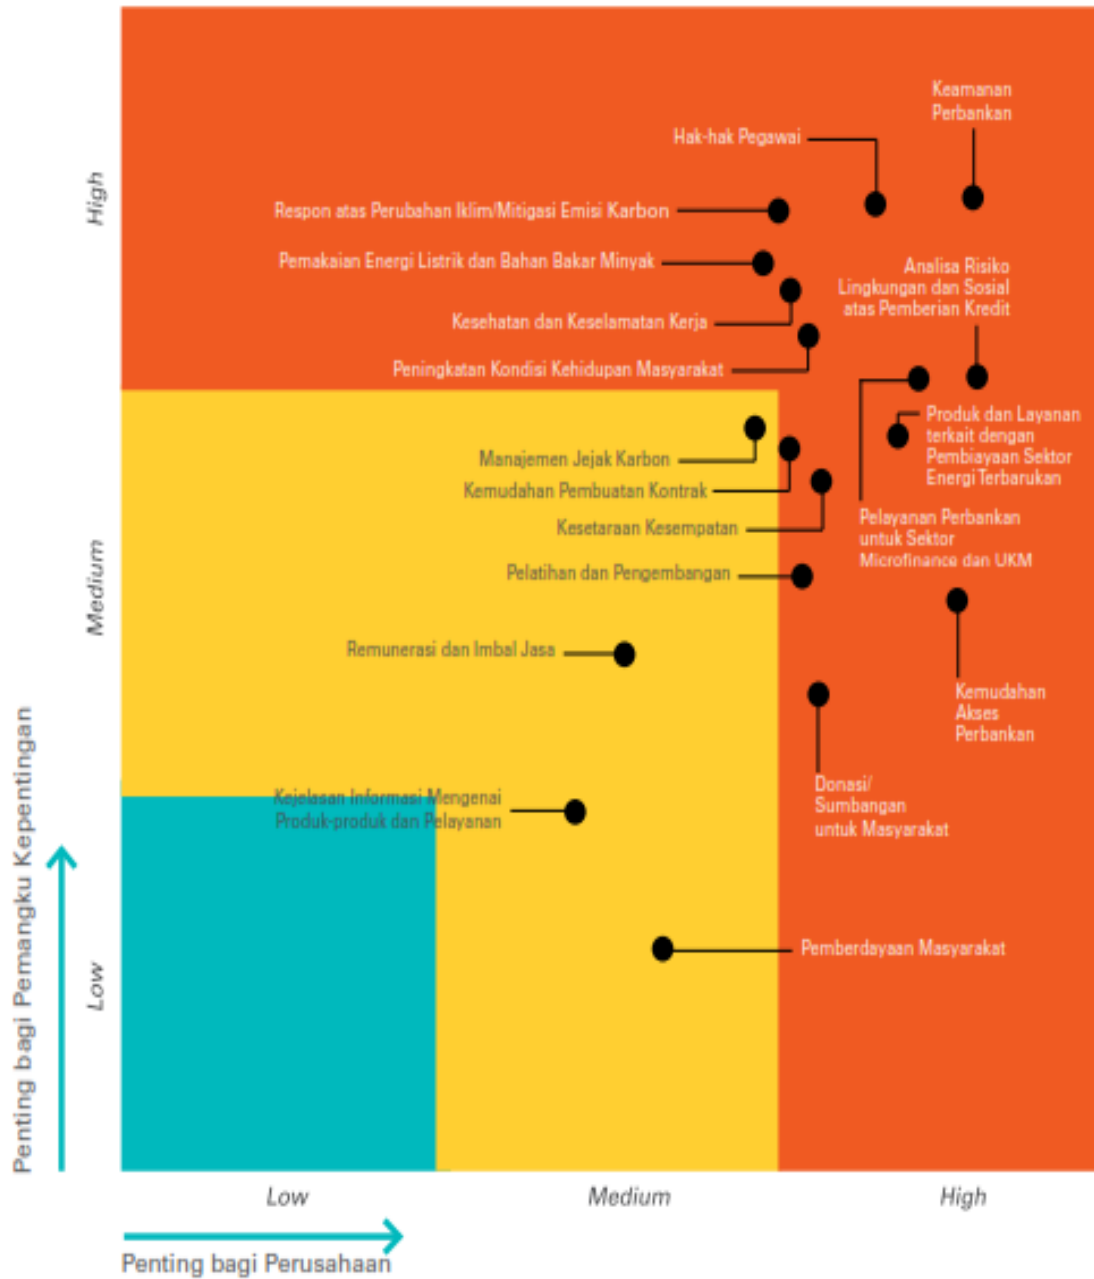 Keamanan
Perbankan
Hak-hak Pegawai
High
Respon atas Perubahan Iklim/Mitigasi Emisi Karbon
Pemakaian Energi Listrik dan Bahan Bakar Minyak
Analisa Risiko
Lingkungan dan Sosial
atas Pemberian Kredit
Kesehatan dan Keselamatan Kerja
Peningkatan Kondisi Kehidupan Masyarakat
Produk dan Layanan
terkait dengan
Pembiayaan Sektor
Energi Terbarukan
Manajemen Jejak Karbon
Kemudahan Pembuatan Kontrak
Kesetaraan Kesempatan
Pelayanan Perbankan
untuk Sektor
Microfinance dan UKM
Medium
Pelatihan dan Pengembangan
Remunerasi dan Imbal Jasa
Kemudahan
Akses
Perbankan
Donasi/
Sumbangan
untuk Masyarakat
Kejelasan Informasi Mengenai
Produk-produk dan Pelayanan
Pemberdayaan Masyarakat
Low
Penting bagi Pemangku Kepentingan
Low
Medium
High
Penting bagi Perusahaan